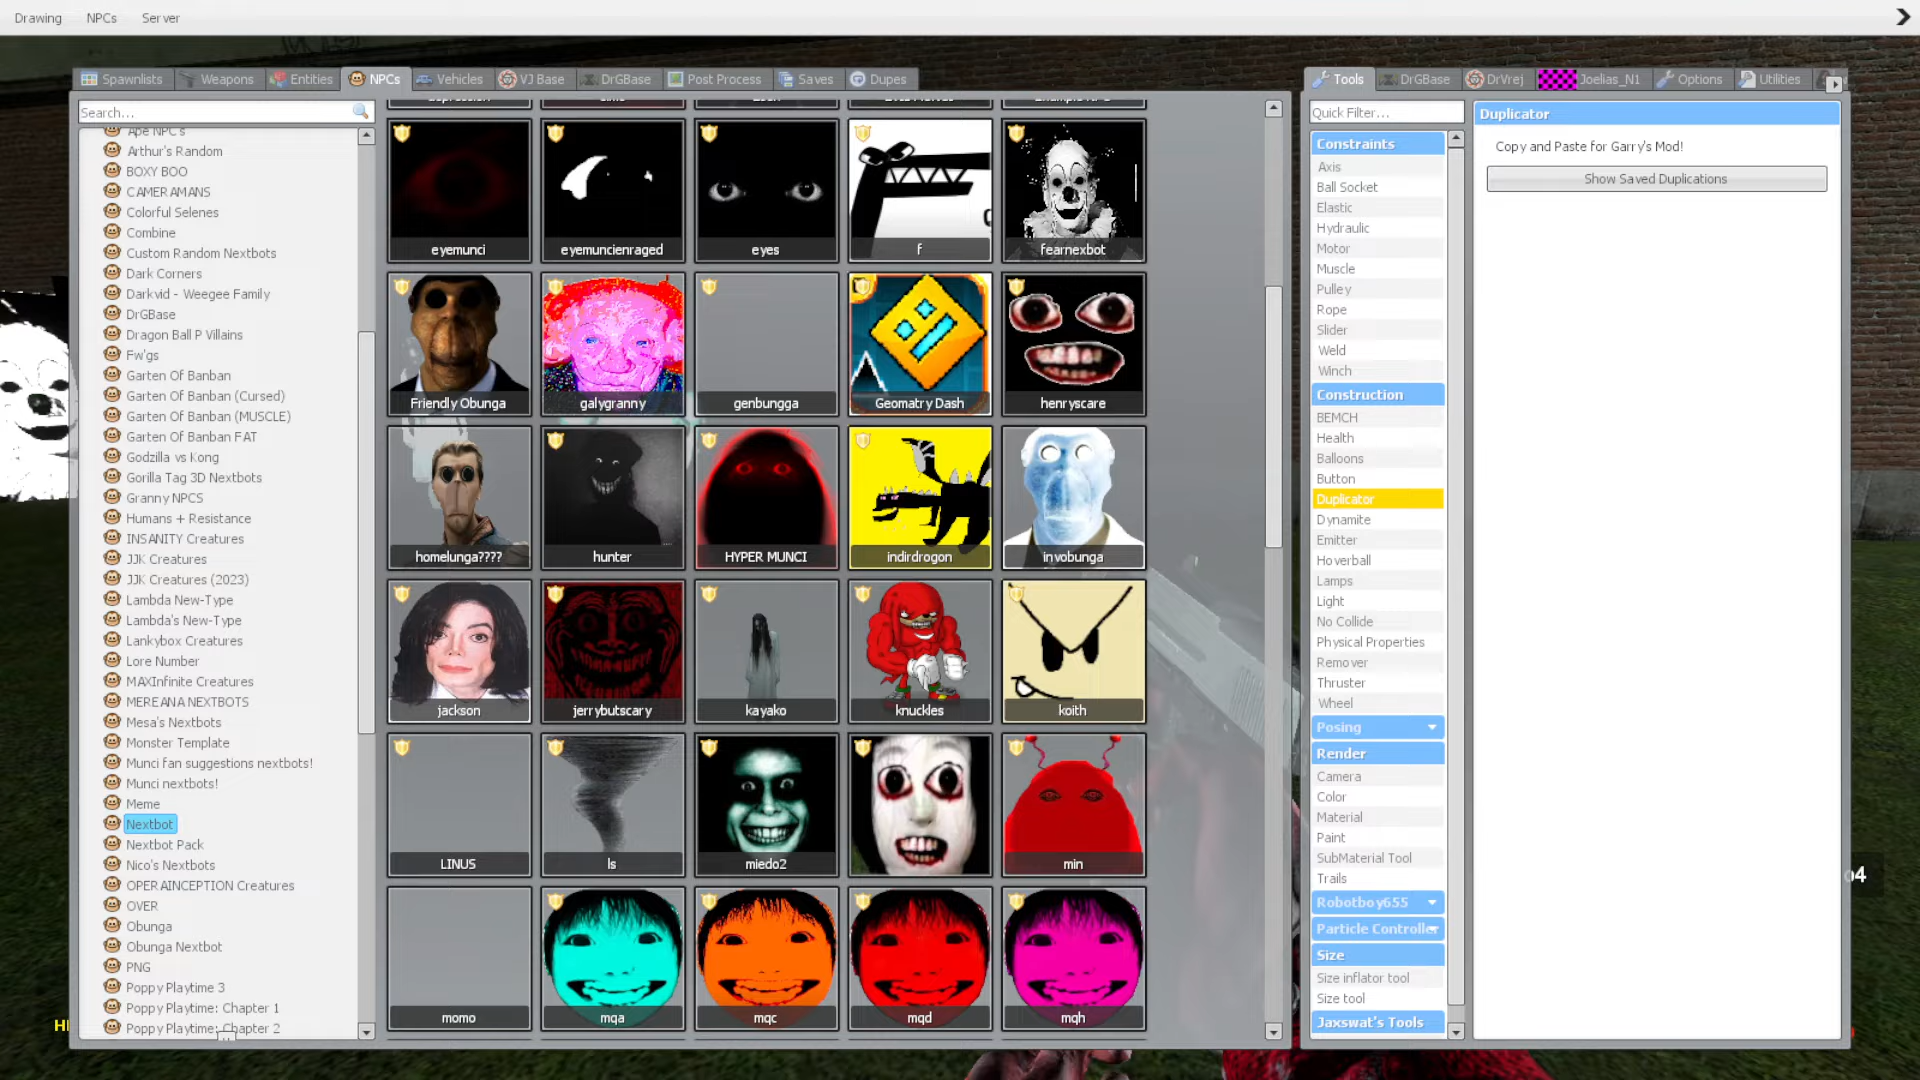 Drawing NPCs Server
Spawnlists Weapons Entities NPCs Vehicles VJ Base DrGBase Post Process Saves Dupes
Search...
Ape NPC's
Arthur's Random
BOXY BOO
CAMERAMANS
Colorful Selenes
Combine
Custom Random Nextbots
Dark Corners
Darkvid - Weegee Family
DrGBase
Dragon Ball P Villains
Fw'gs
Garten Of Banban
Garten Of Banban (Cursed)
Garten Of Banban (MUSCLE)
Garten Of Banban FAT
Godzilla vs Kong
Gorilla Tag 3D Nextbots
Granny NPCS
Humans + Resistance
INSANITY Creatures
JJK Creatures
JJK Creatures (2023)
Lambda New-Type
Lambda's New-Type
Lankybox Creatures
Lore Number
MAXInfinite Creatures
MEREANA NEXTBOTS
Mesa's Nextbots
Monster Template
Munci fan suggestions nextbots!
Munci nextbots!
Meme
Nextbot
Nextbot Pack
Nico's Nextbots
OPERAINCEPTION Creatures
OVER
Obunga
Obunga Nextbot
PNG
Poppy Playtime 3
Poppy Playtime: Chapter 1
Poppy Playtime: Chapter 2
eyemunci eyemuncienraged eyes f fearnexbot
Friendly Obunga galygranny genbungga Geomatry Dash henryscare
homelunga???? hunter HYPER MUNCI indirdrogon invobunga
jackson jerrybutscary kayako knuckles koith
LINUS ls miedo2 min
momo mqa mqc mqd mqh
Tools DrGBase DrVrej Joelias_N1 Options Utilities
Quick Filter...
Constraints
Axis
Ball Socket
Elastic
Hydraulic
Motor
Muscle
Pulley
Rope
Slider
Weld
Winch
Construction
BEMCH
Health
Balloons
Button
Duplicator
Dynamite
Emitter
Hoverball
Lamps
Light
No Collide
Physical Properties
Remover
Thruster
Wheel
Posing
Render
Camera
Color
Material
Paint
SubMaterial Tool
Trails
Robotboy655
Particle Controller
Size
Size inflator tool
Size tool
Jaxswat's Tools
Duplicator
Copy and Paste for Garry's Mod!
Show Saved Duplications